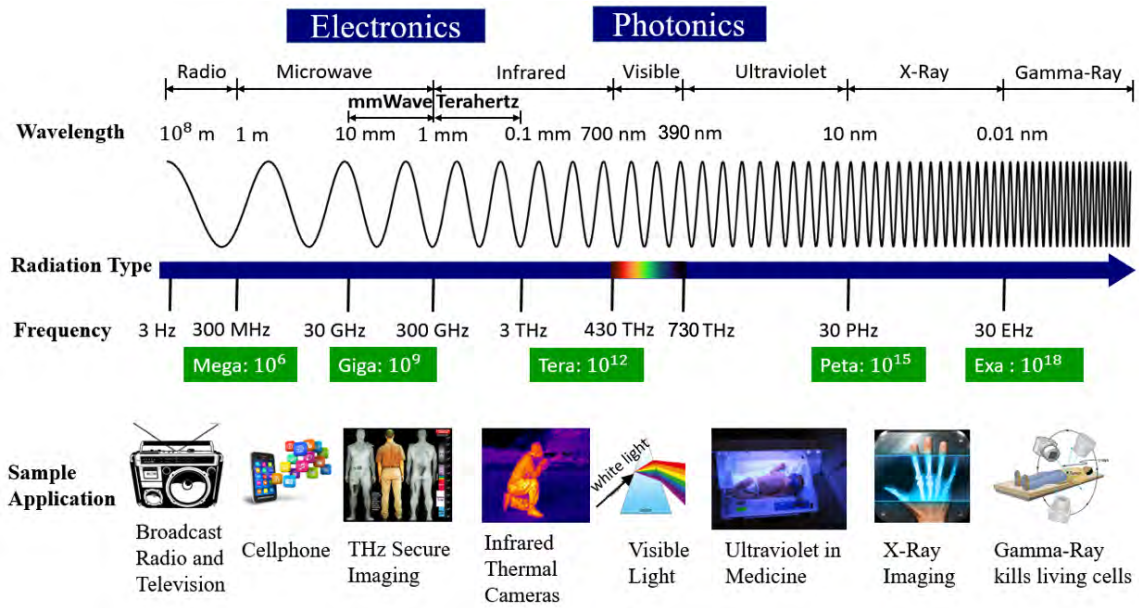 Electronics
Photonics
Radio
Microwave
Infrared
Visible
Ultraviolet
X-Ray
Gamma-Ray
mmWave
Terahertz
Wavelength
10⁸ m
1 m
10 mm
1 mm
0.1 mm
700 nm
390 nm
10 nm
0.01 nm
Radiation Type
Frequency
3 Hz
300 MHz
30 GHz
300 GHz
3 THz
430 THz
730 THz
30 PHz
30 EHz
Mega: 10⁶
Giga: 10⁹
Tera: 10¹²
Peta: 10¹⁵
Exa : 10¹⁸
Sample
Application
white light
Broadcast
Radio and
Television
Cellphone
THz Secure
Imaging
Infrared
Thermal
Cameras
Visible
Light
Ultraviolet in
Medicine
X-Ray
Imaging
Gamma-Ray
kills living cells